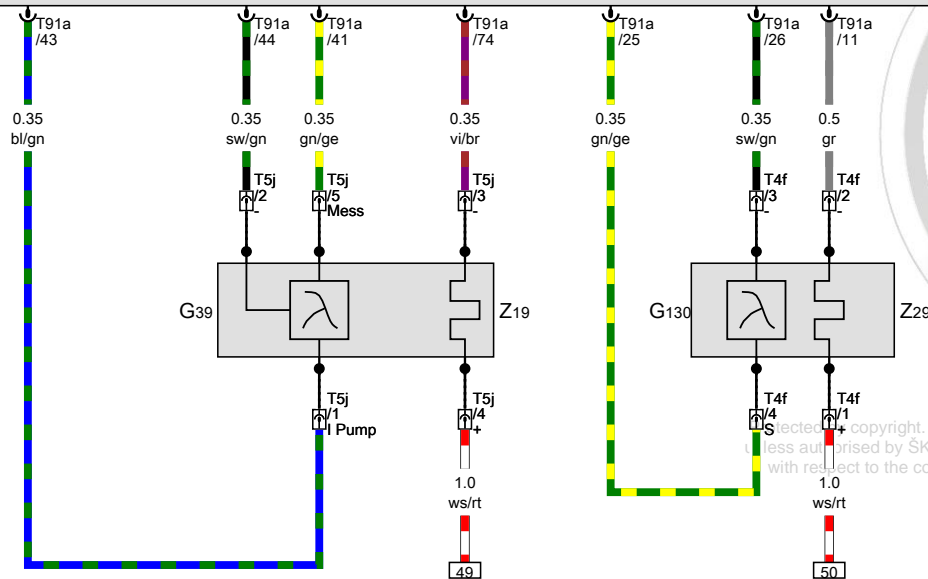 T91a
/43
T91a
/44
T91a
/41
T91a
/74
T91a
/25
T91a
/26
T91a
/11
0.35
bl/gn
0.35
sw/gn
0.35
gn/ge
0.35
vi/br
0.35
gn/ge
0.35
sw/gn
0.5
gr
T5j
/2
-
T5j
/5
Mess
T5j
/3
-
T4f
/3
-
T4f
/2
-
G39
Z19
G130
Z29
T5j
/1
I Pump
T5j
/4
+
T4f
/4
S
T4f
/1
+
copyright.
by ŠK
with respect to the co
1.0
ws/rt
1.0
ws/rt
49
50